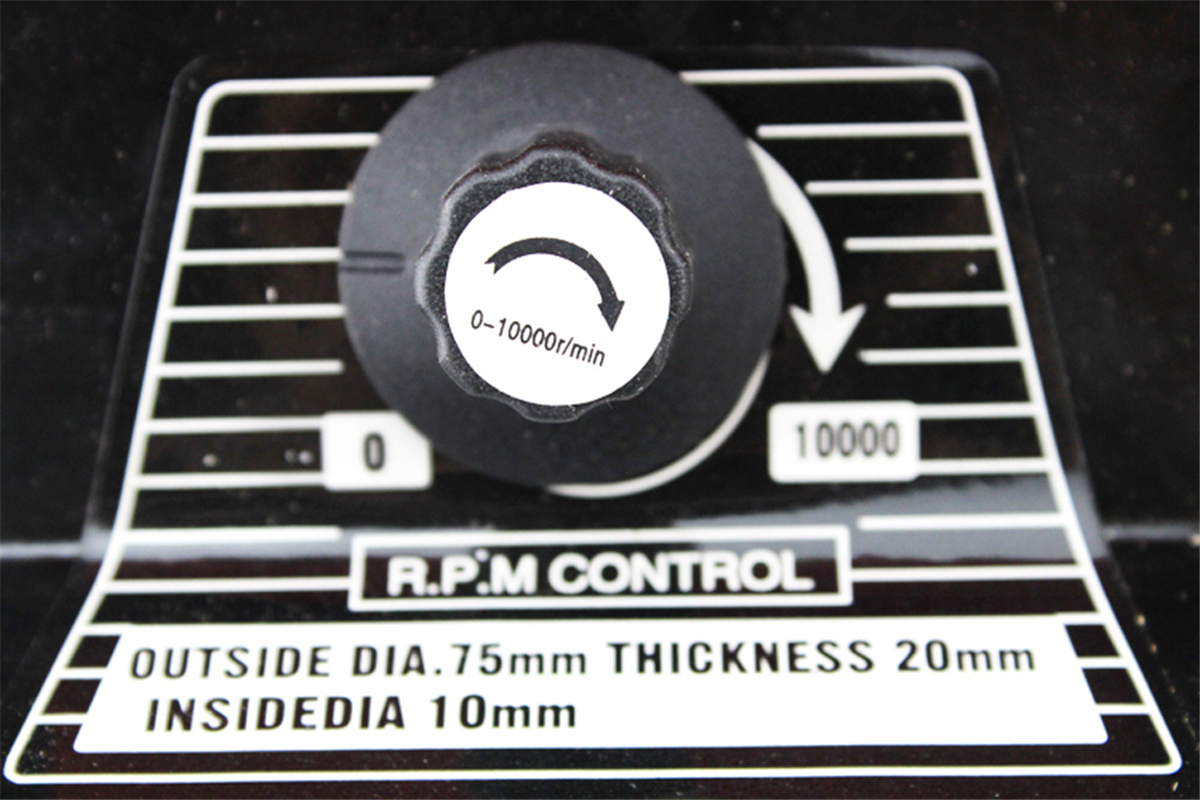 0-10000r/min
0
10000
R.P.M CONTROL
OUTSIDE DIA.75mm THICKNESS 20mm
INSIDEDIA 10mm